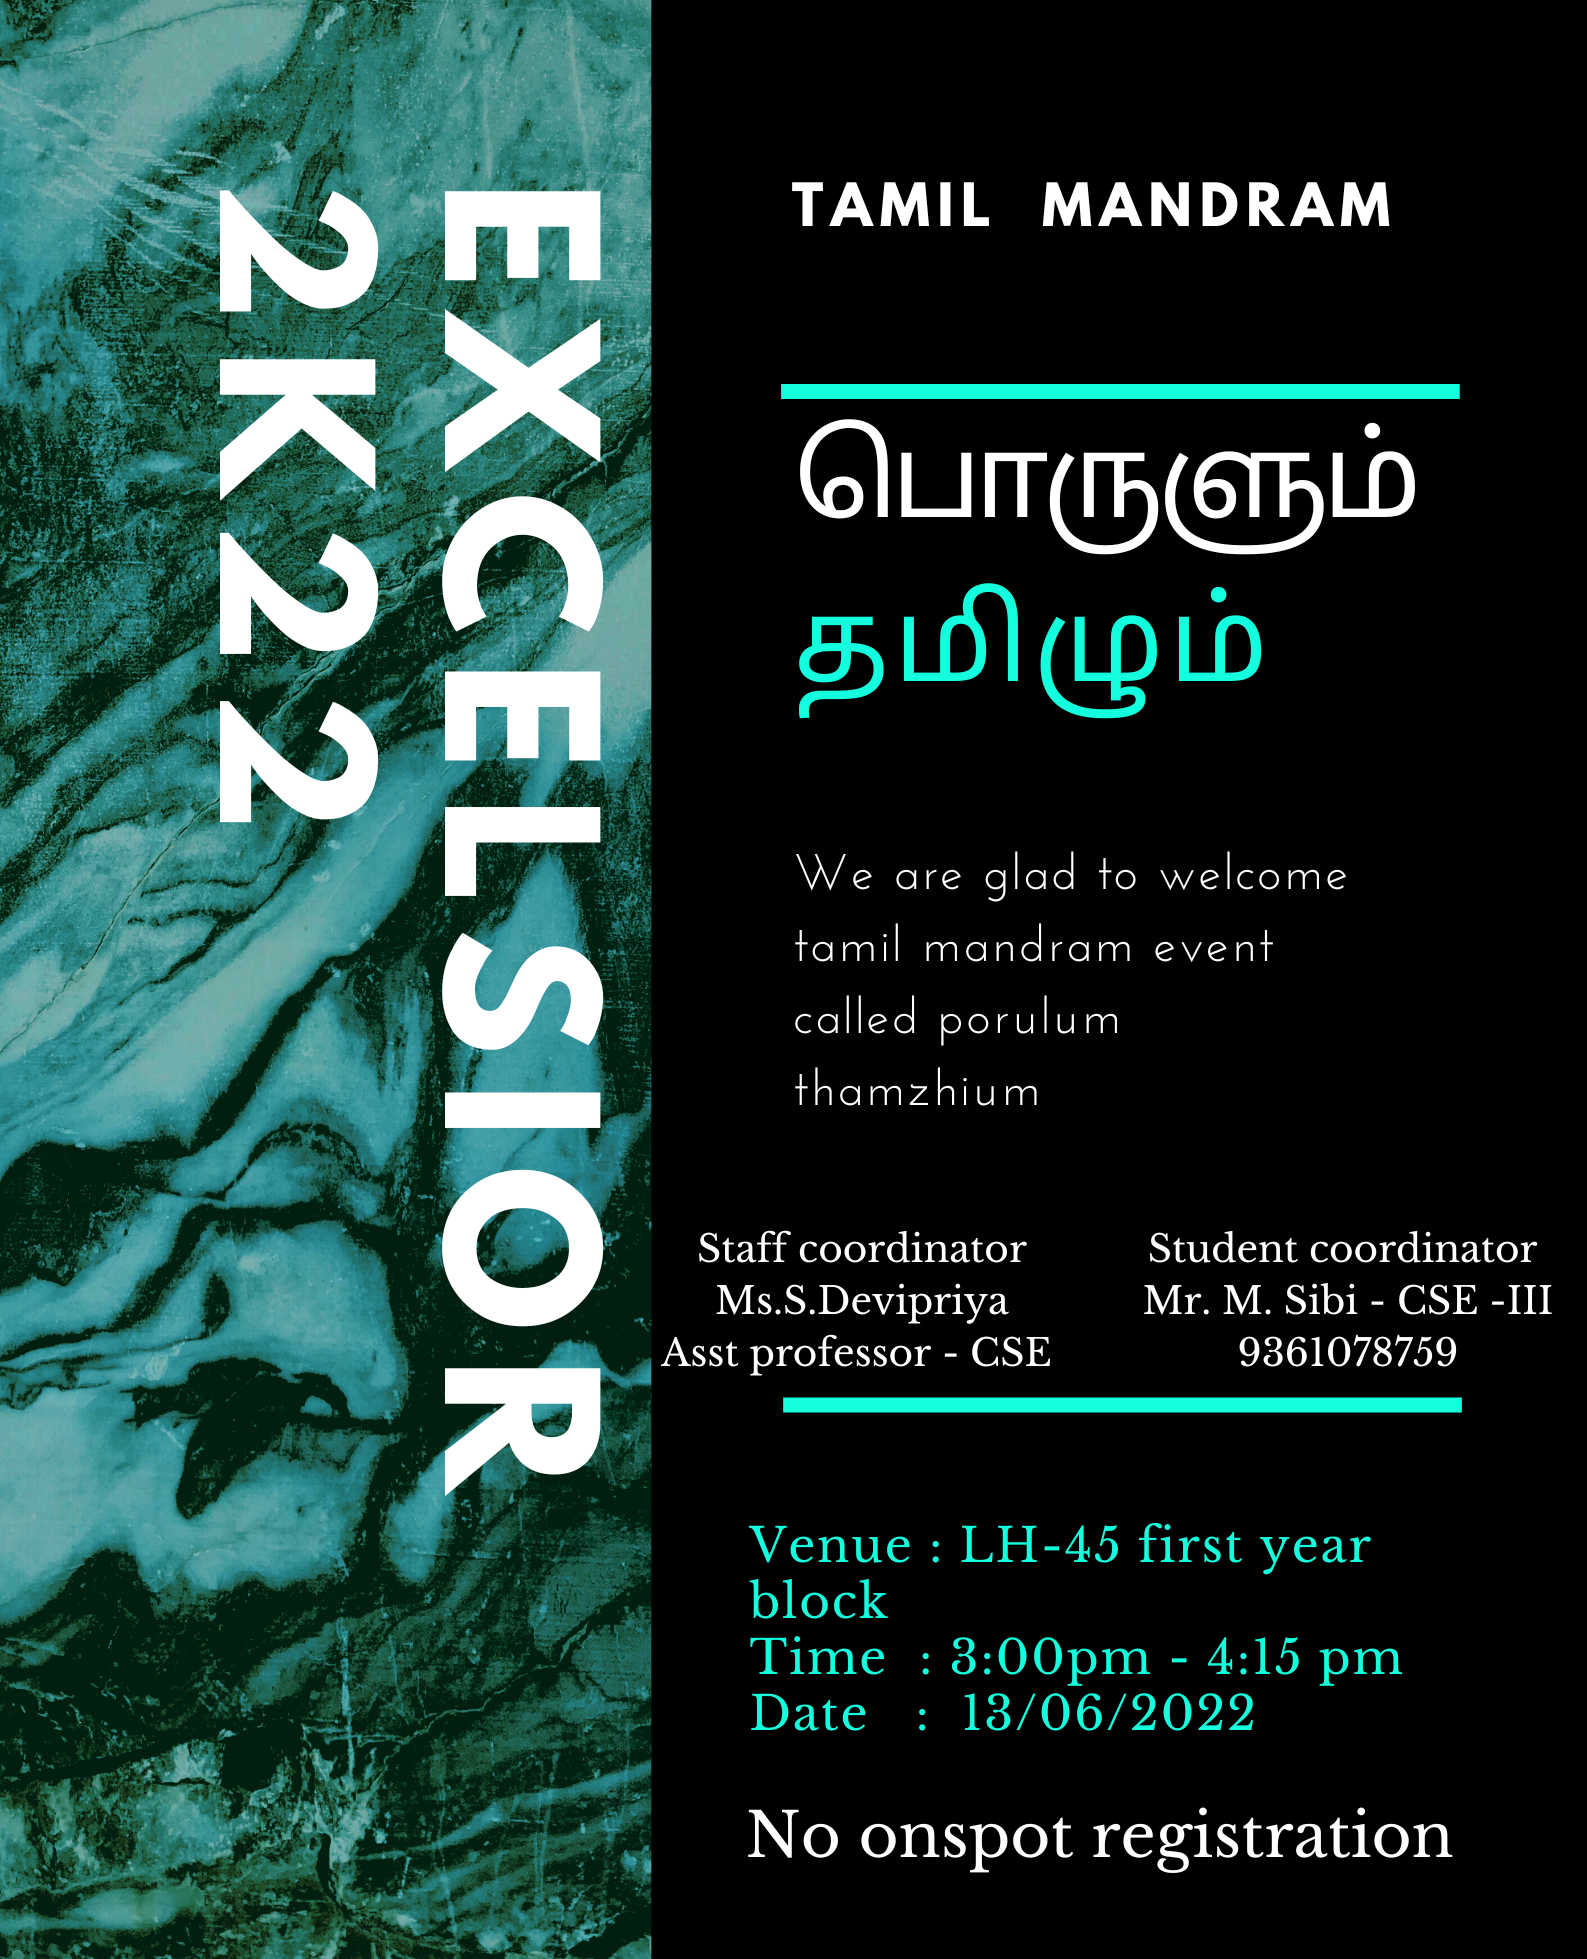 EXCELSIOR
2K22
TAMIL MANDRAM
பொருளும்
தமிழும்
We are glad to welcome
tamil mandram event
called porulum
thamzhium
Staff coordinator
Ms.S.Devipriya
Asst professor - CSE
Student coordinator
Mr. M. Sibi - CSE -III
9361078759
Venue : LH-45 first year
block
Time : 3:00pm - 4:15 pm
Date : 13/06/2022
No onspot registration